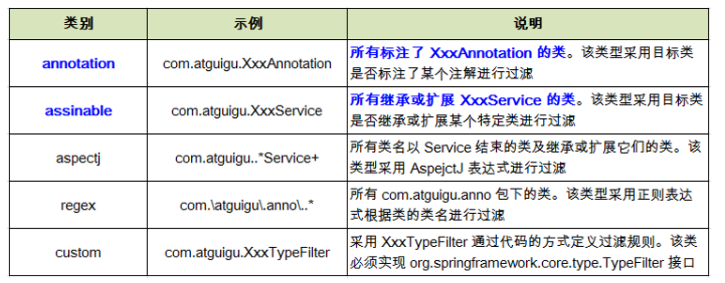 类别 示例 说明
annotation com.atguigu.XxxAnnotation 所有标注了 XxxAnnotation 的类。该类型采用目标类
是否标注了某个注解进行过滤
assinable com.atguigu.XxxService 所有继承或扩展 XxxService 的类。该类型采用目标类
是否继承或扩展某个特定类进行过滤
aspectj com.atguigu..*Service+ 所有类名以 Service 结束的类及继承或扩展它们的类。该
类型采用 AspejctJ 表达式进行过滤
regex com.\atguigu\.anno\..* 所有 com.atguigu.anno 包下的类。该类型采用正则表达
式根据类的类名进行过滤
custom com.atguigu.XxxTypeFilter 采用 XxxTypeFilter 通过代码的方式定义过滤规则。该类
必须实现 org.springframework.core.type.TypeFilter 接口